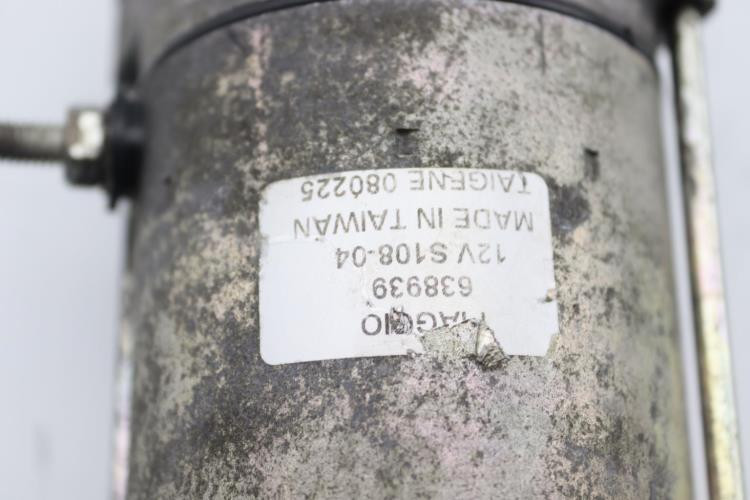 PIAGGIO
638939
12V S108-04
MADE IN TAIWAN
TAIGENE 080225